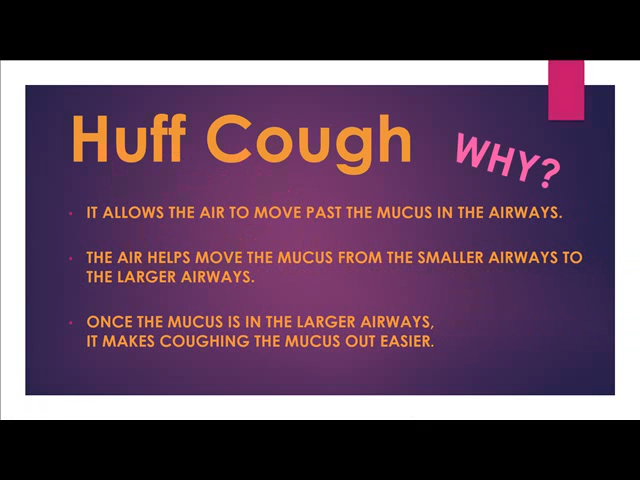 Huff Cough
WHY?
• IT ALLOWS THE AIR TO MOVE PAST THE MUCUS IN THE AIRWAYS.
• THE AIR HELPS MOVE THE MUCUS FROM THE SMALLER AIRWAYS TO
THE LARGER AIRWAYS.
• ONCE THE MUCUS IS IN THE LARGER AIRWAYS,
IT MAKES COUGHING THE MUCUS OUT EASIER.